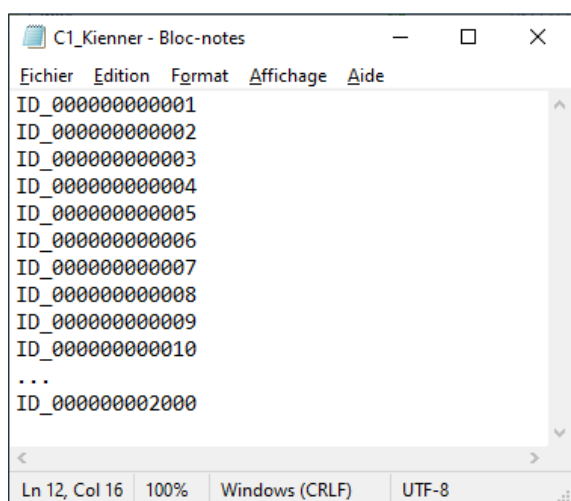 C1_Kienner - Bloc-notes
Fichier Edition Format Affichage Aide
ID_000000000001
ID_000000000002
ID_000000000003
ID_000000000004
ID_000000000005
ID_000000000006
ID_000000000007
ID_000000000008
ID_000000000009
ID_000000000010
...
ID_000000002000
Ln 12, Col 16 100% Windows (CRLF) UTF-8